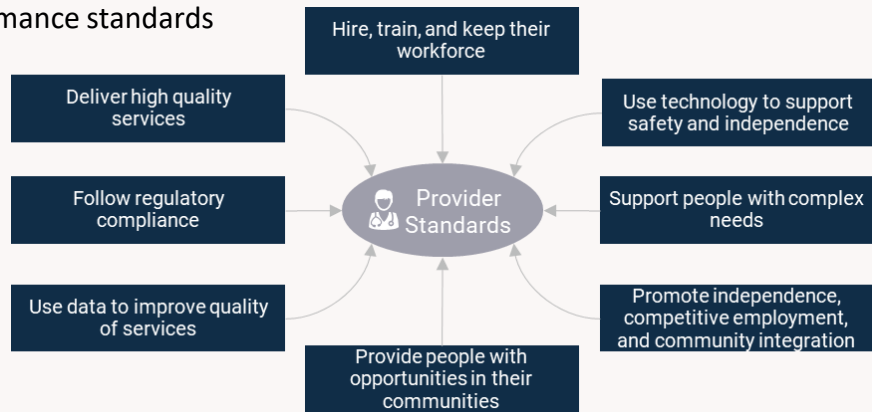 mance standards
Hire, train, and keep their
workforce
Deliver high quality
services
Use technology to support
safety and independence
Follow regulatory
compliance
Provider
Standards
Support people with complex
needs
Use data to improve quality
of services
Promote independence,
competitive employment,
and community integration
Provide people with
opportunities in their
communities